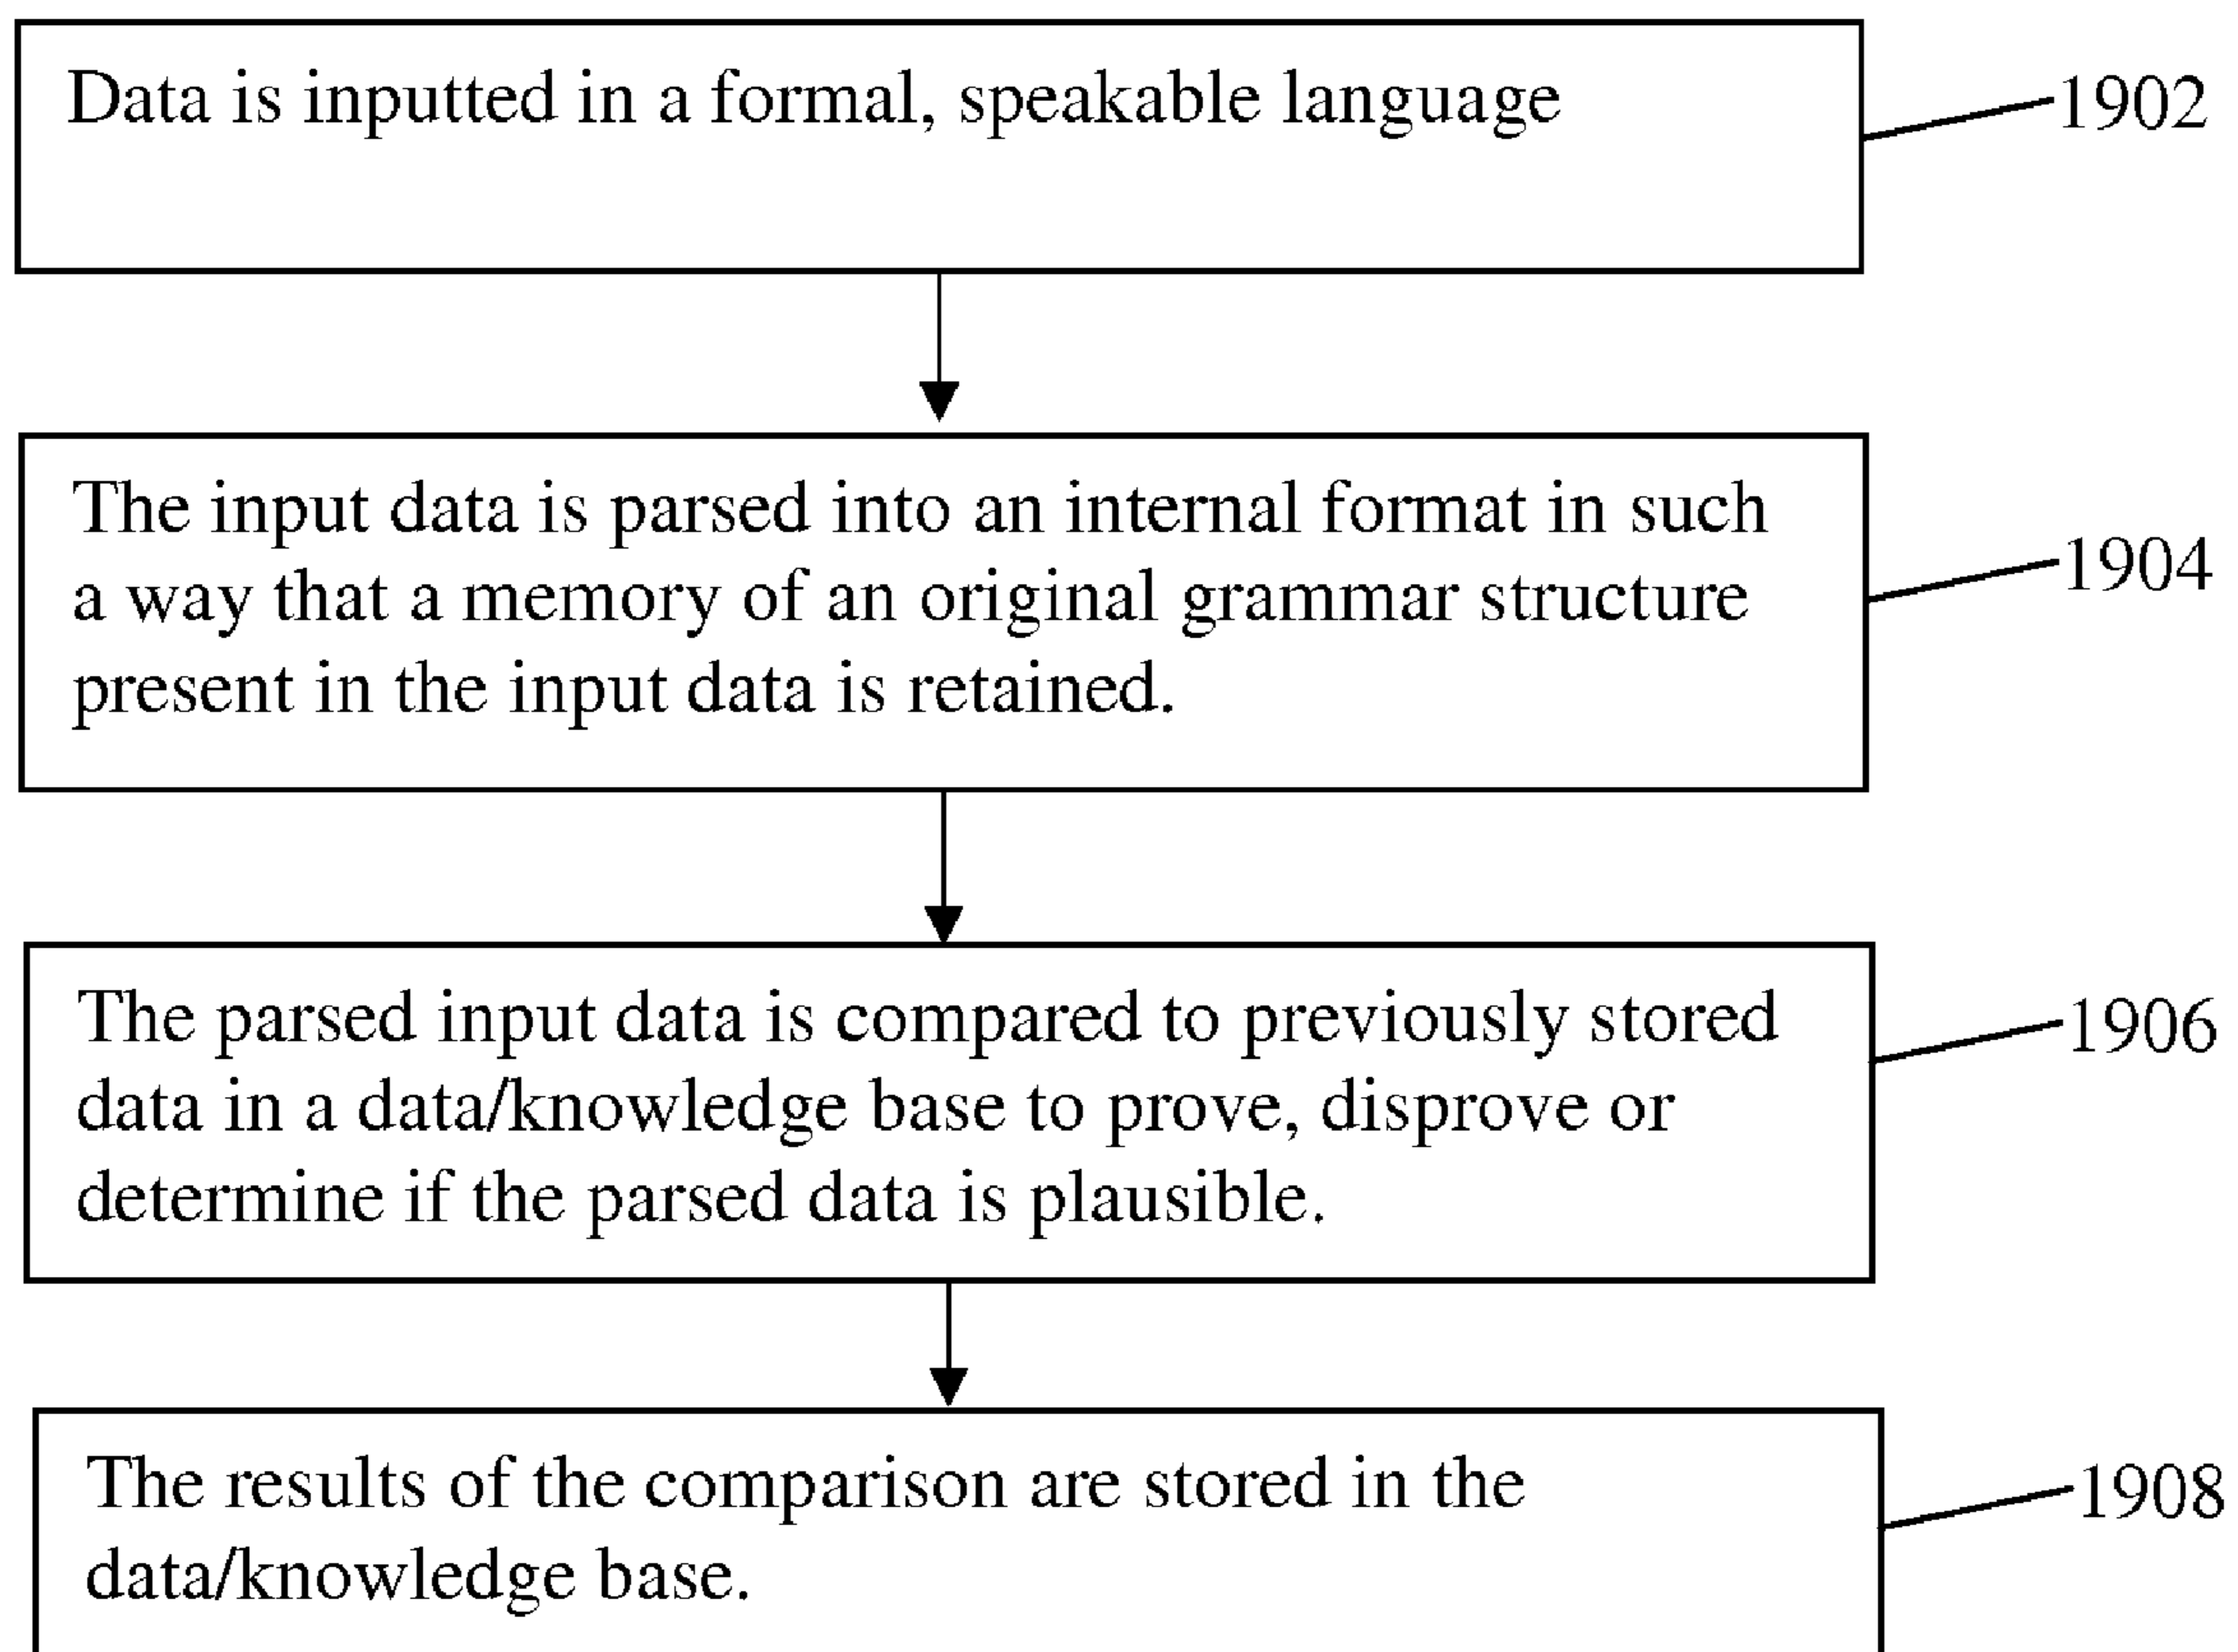 Data is inputted in a formal, speakable language
1902
The input data is parsed into an internal format in such
a way that a memory of an original grammar structure
present in the input data is retained.
1904
The parsed input data is compared to previously stored
data in a data/knowledge base to prove, disprove or
determine if the parsed data is plausible.
1906
The results of the comparison are stored in the
data/knowledge base.
1908